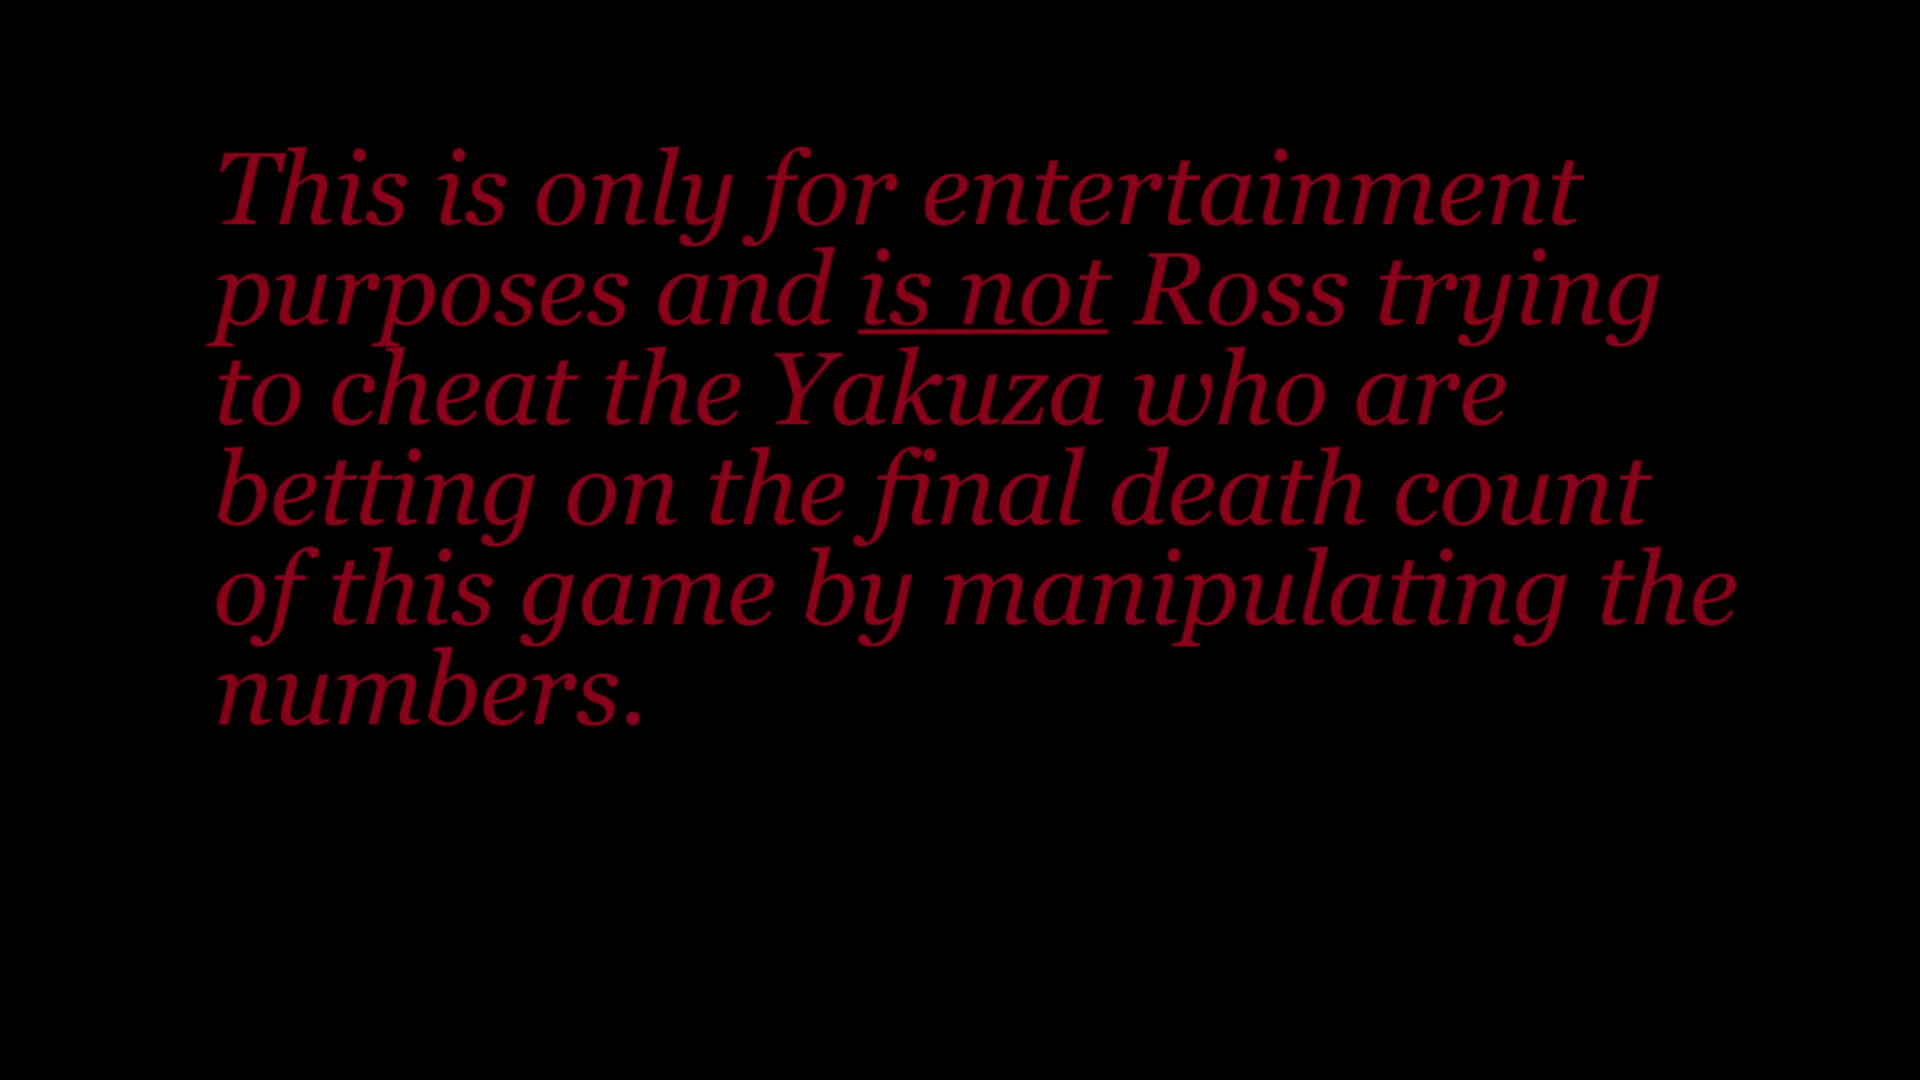 This is only for entertainment
purposes and is not Ross trying
to cheat the Yakuza who are
betting on the final death count
of this game by manipulating the
numbers.